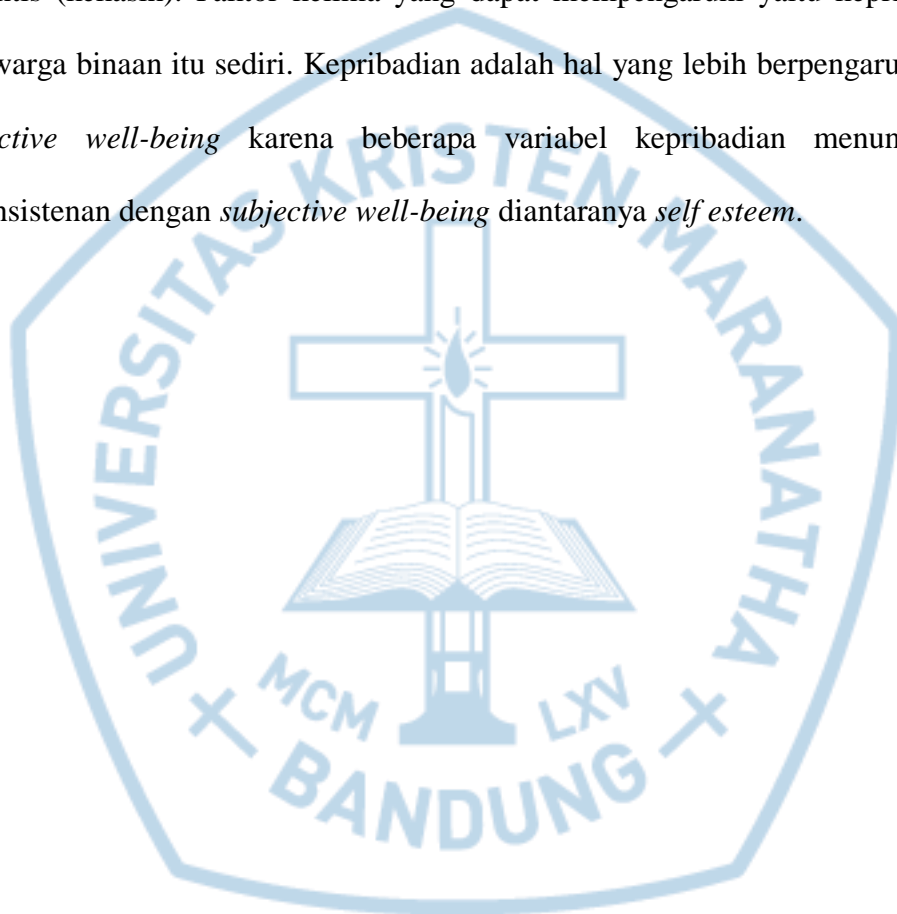 (kekasih). Faktor kelima yang dapat mempengaruhi yaitu
warga binaan itu sediri. Kepribadian adalah hal yang lebih berpengaru
ctive well-being karena beberapa variabel kepribadian menun
nsistenan dengan subjective well-being diantaranya self esteem.
UNIVERSITAS KRISTEN MARANATHA
MCM LXV
BANDUNG